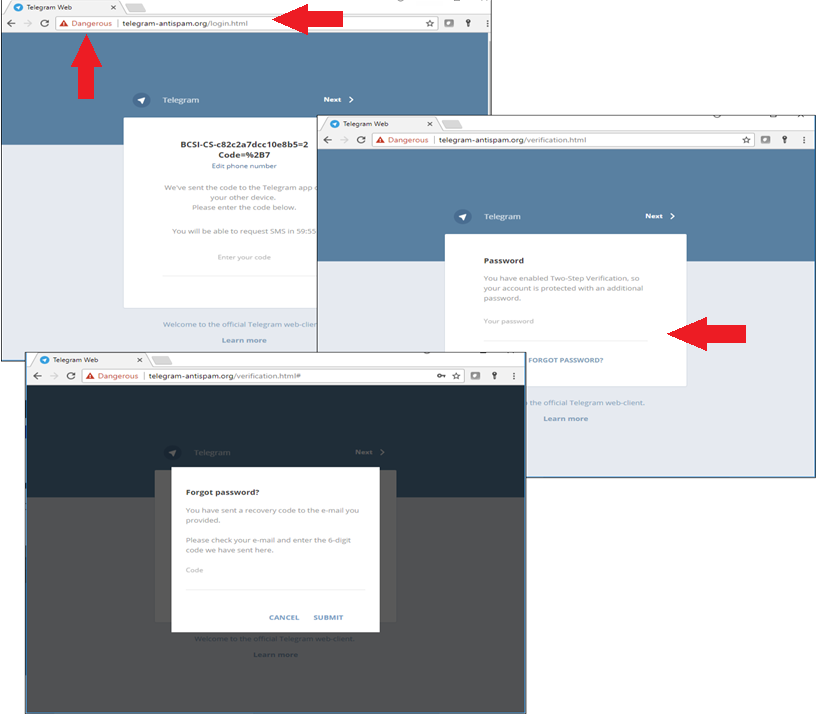 Telegram Web
Dangerous telegram-antispam.org/login.html
Telegram Next
BCSI-CS-c82c2a7dcc10e8b5=2
Code=%2B7
Edit phone number
We've sent the code to the Telegram app
your other device.
Please enter the code below.
You will be able to request SMS in 59:55
Enter your code
Welcome to the official Telegram web-clien
Learn more
Telegram Web
Dangerous telegram-antispam.org/verification.html
Telegram Next
Password
You have enabled Two-Step Verification, so
your account is protected with an additional
password.
Your password
FORGOT PASSWORD?
the official Telegram web-client.
Learn more
Telegram Web
Dangerous telegram-antispam.org/verification.html#
Telegram Next
Forgot password?
You have sent a recovery code to the e-mail you
provided.
Please check your e-mail and enter the 6-digit
code we have sent here.
Code
CANCEL SUBMIT
Welcome to the official Telegram web-client.
Learn more